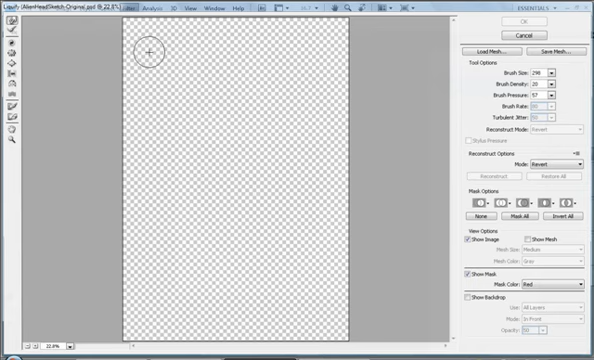 Liquify (AlienHeadSketch-Original.psd @ 22.8%)
Analysis 3D View Window Help
ESSENTIALS
OK
Cancel
Load Mesh... Save Mesh...
Tool Options
Brush Size: 298
Brush Density: 20
Brush Pressure: 57
Brush Rate:
Turbulent Jitter:
Reconstruct Mode: Revert
Stylus Pressure
Reconstruct Options
Mode: Revert
Reconstruct Restore All
Mask Options
None Mask All Invert All
View Options
Show Image Show Mesh
Mesh Size: Medium
Mesh Color: Gray
Show Mask
Mask Color: Red
Show Backdrop
Use: All Layers
Mode: In Front
Opacity: 50
22.8%